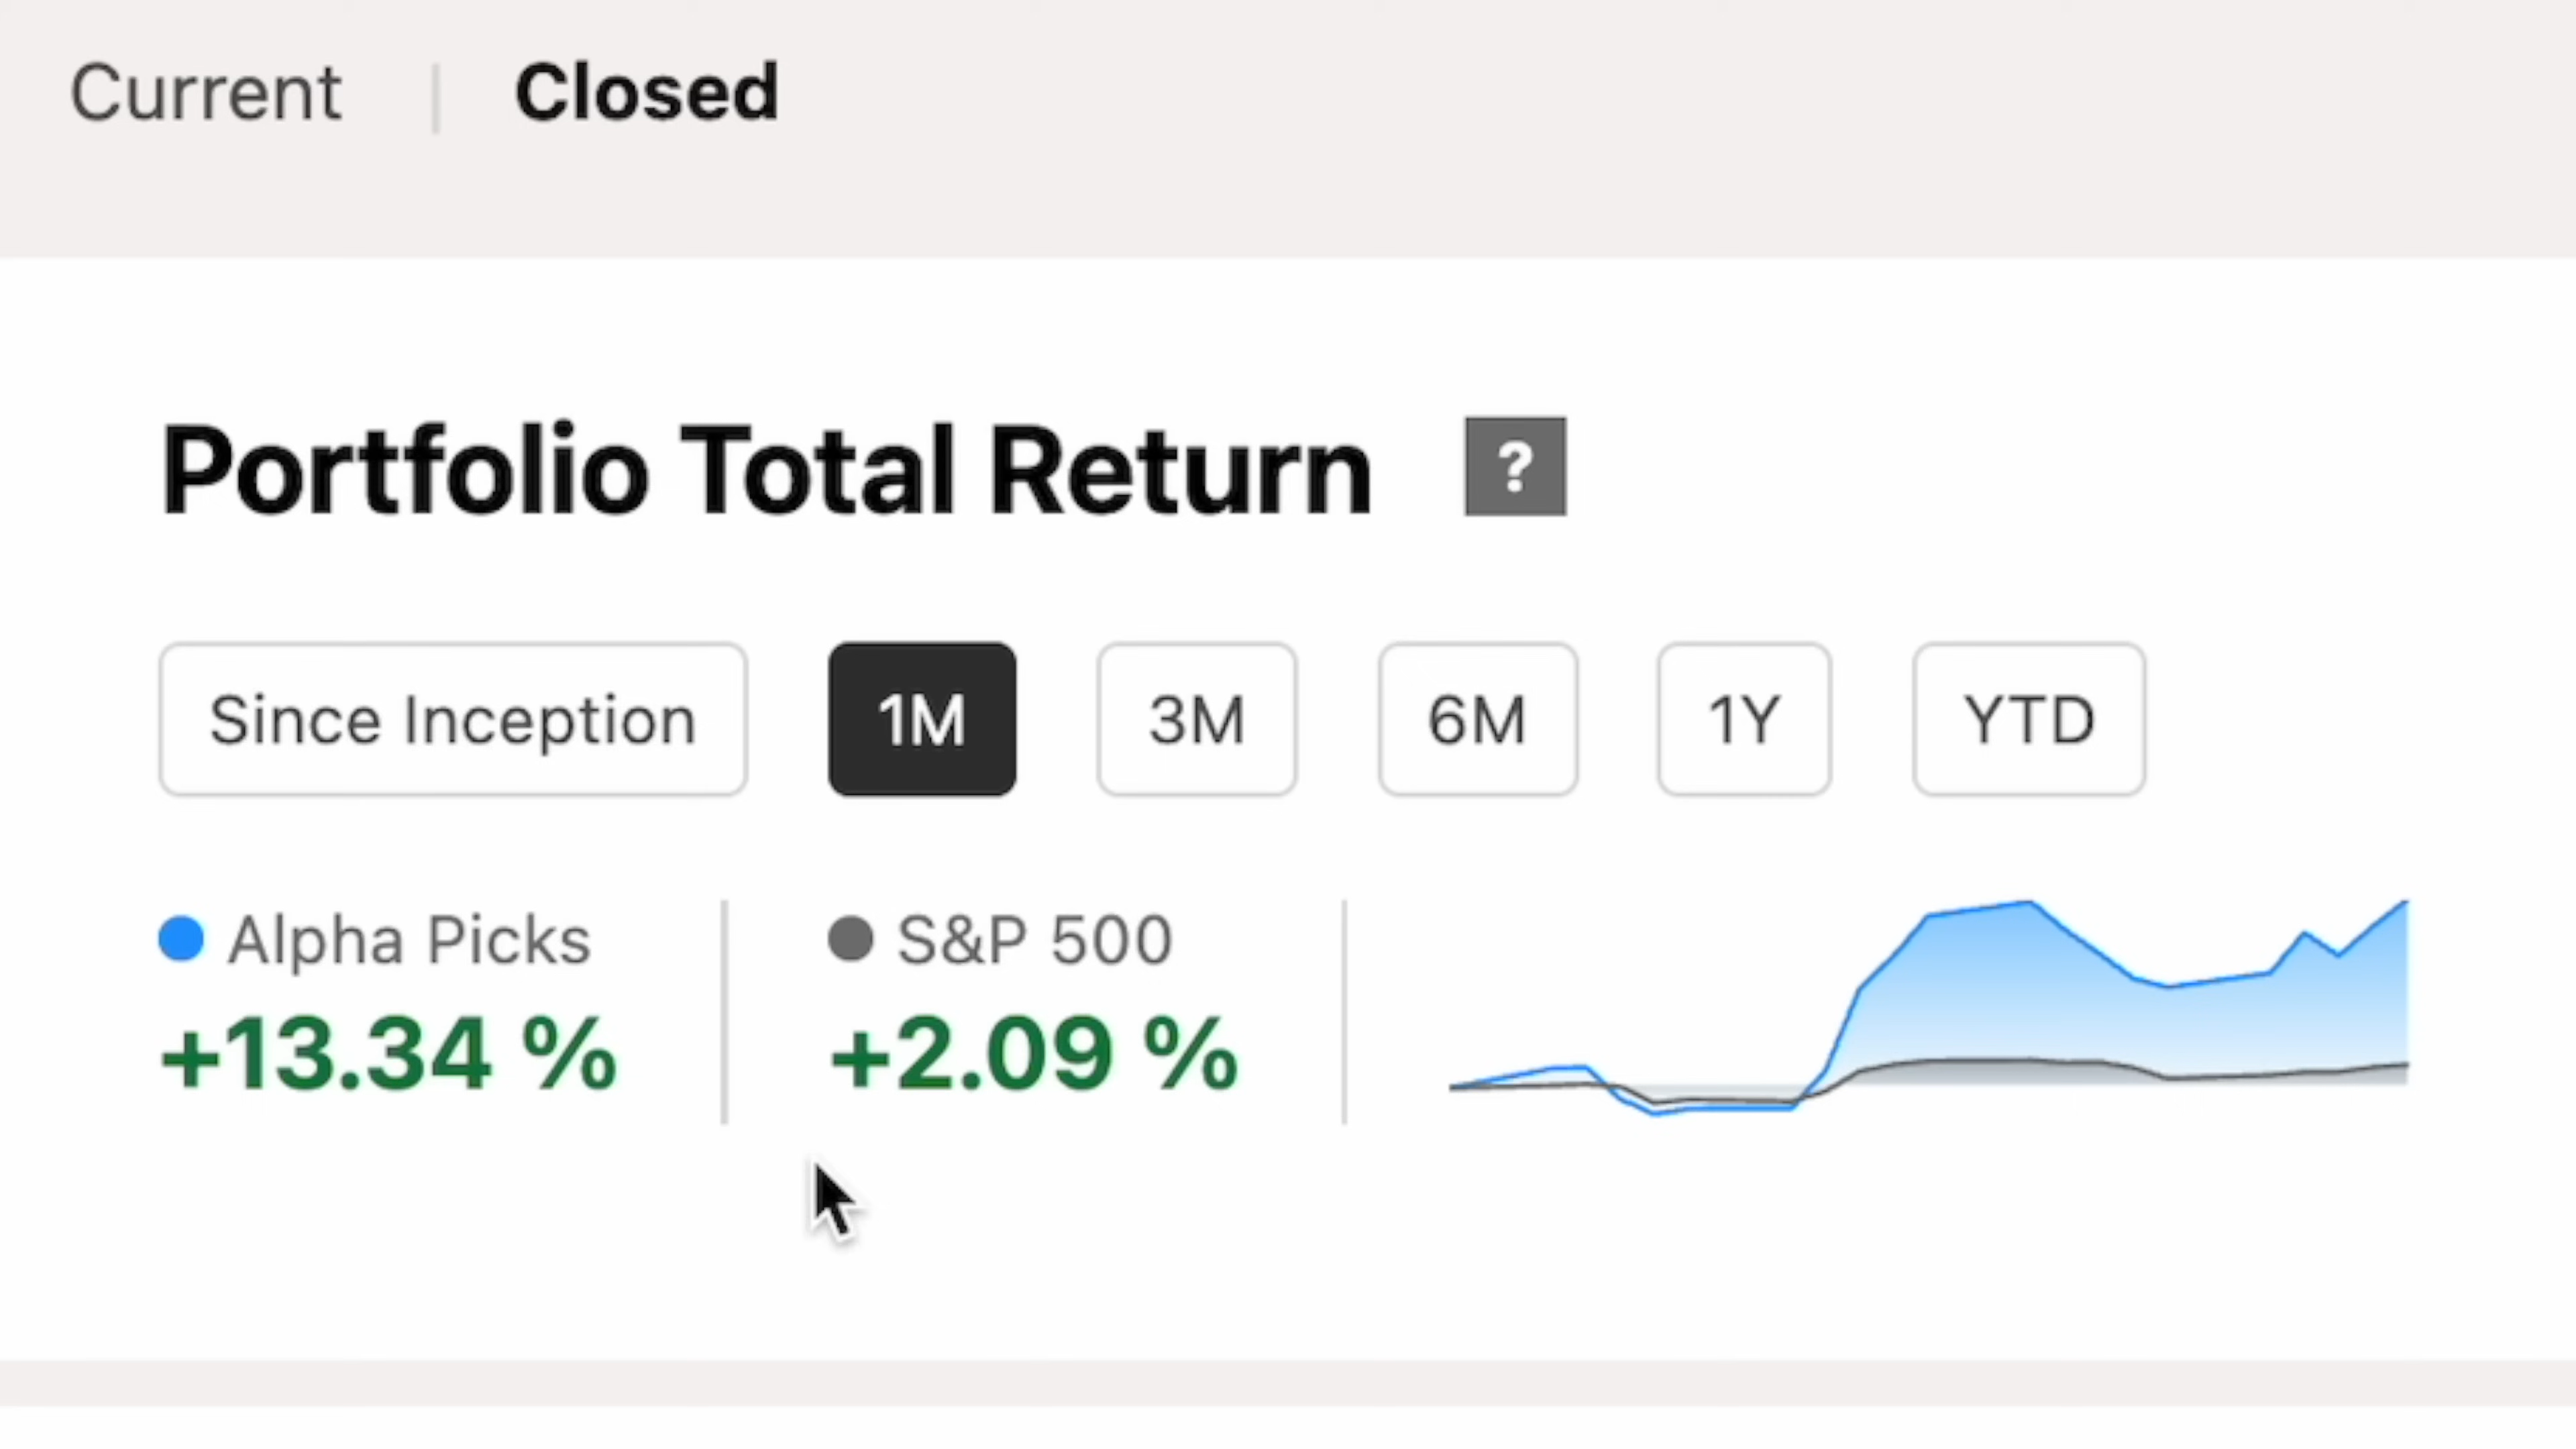 Current | Closed
Portfolio Total Return ?
Since Inception 1M 3M 6M 1Y YTD
Alpha Picks S&P 500
+13.34 % +2.09 %